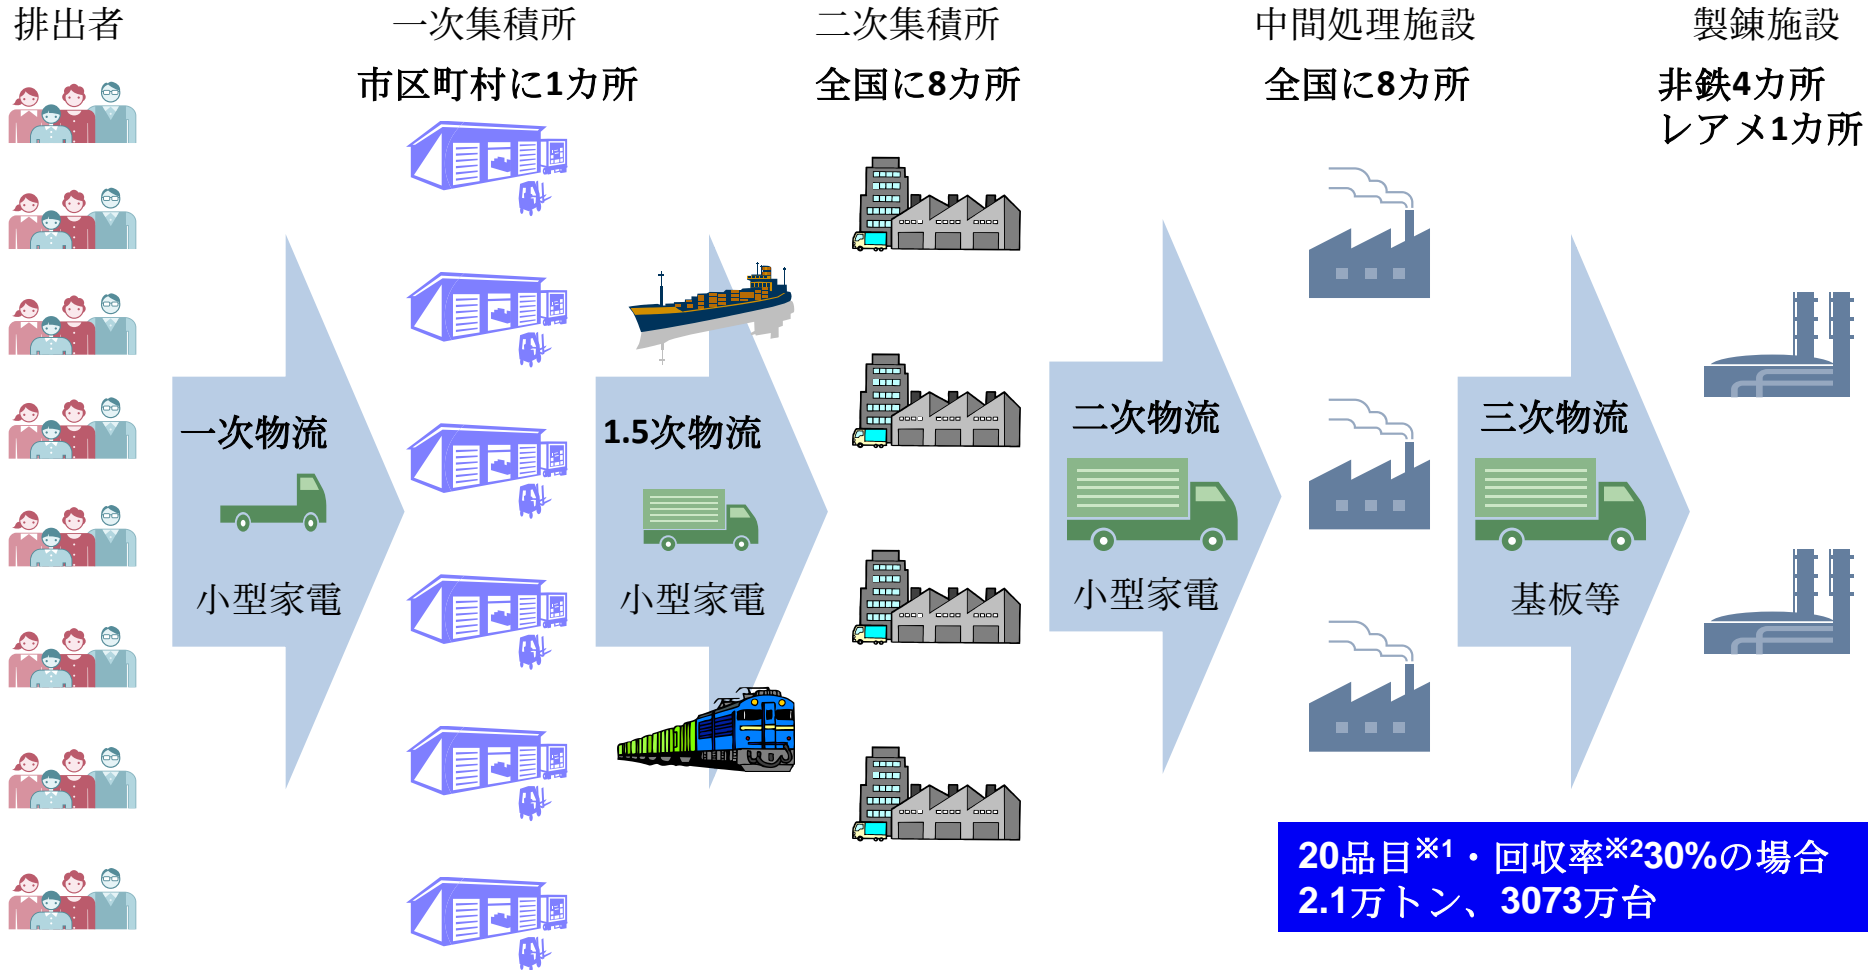 排出者
一次集積所
市区町村に1カ所
二次集積所
全国に8カ所
中間処理施設
全国に8カ所
製錬施設
非鉄4カ所
レアメ1カ所
一次物流
小型家電
1.5次物流
小型家電
二次物流
小型家電
三次物流
基板等
20品目※1・回収率※230%の場合
2.1万トン、3073万台